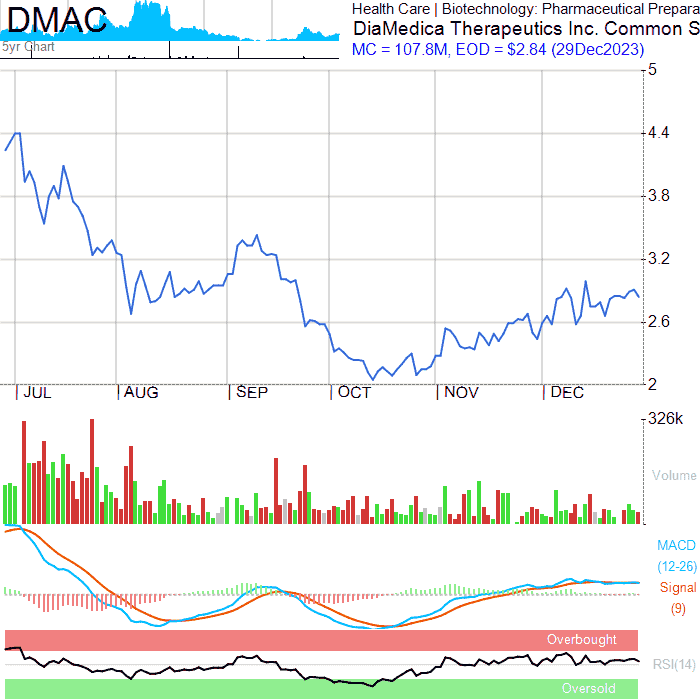 DMAC
5yr Chart
Health Care | Biotechnology: Pharmaceutical Prepara
DiaMedica Therapeutics Inc. Common S
MC = 107.8M, EOD = $2.84 (29Dec2023)
5
4.4
3.8
3.2
2.6
2
JUL AUG SEP OCT NOV DEC
326k
Volume
MACD
(12-26)
Signal
(9)
Overbought
RSI(14)
Oversold